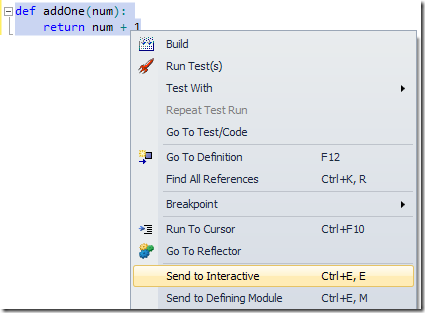 def addOne(num):
return num + 1
Build
Run Test(s)
Test With
Repeat Test Run
Go To Test/Code
Go To Definition F12
Find All References Ctrl+K, R
Breakpoint
Run To Cursor Ctrl+F10
Go To Reflector
Send to Interactive Ctrl+E, E
Send to Defining Module Ctrl+E, M